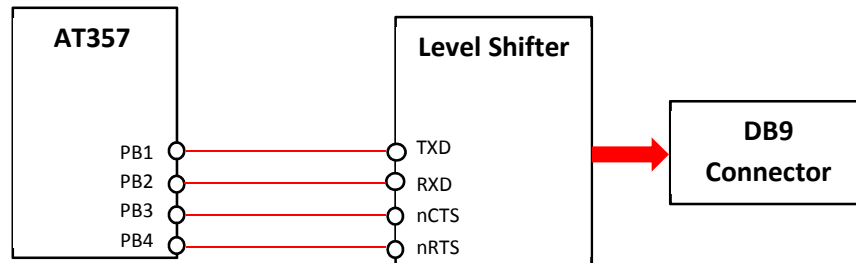 AT357
Level Shifter
DB9
Connector
PB1
TXD
PB2
RXD
PB3
nCTS
PB4
nRTS